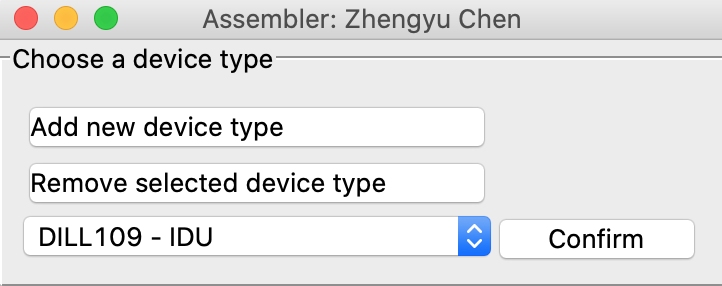 Assembler: Zhengyu Chen
Choose a device type
Add new device type
Remove selected device type
DILL109 - IDU
Confirm